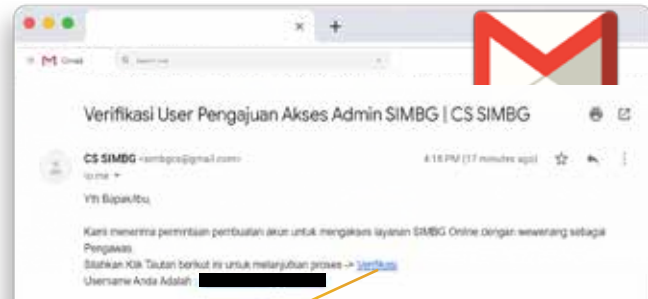 Gmail
Verifikasi User Pengajuan Akses Admin SIMBG | CS SIMBG
CS SIMBG <simbgcs@gmail.com>
4:18 PM (17 minutes ago)
to me
Yth Bapak/Ibu,
Kami menerima permintaan pembuatan akun untuk mengakses layanan SIMBG Online dengan wewenang sebagai
Pengawas.
Silahkan Klik Tautan berikut ini untuk melanjutkan proses -> Verifikasi
Username Anda Adalah :